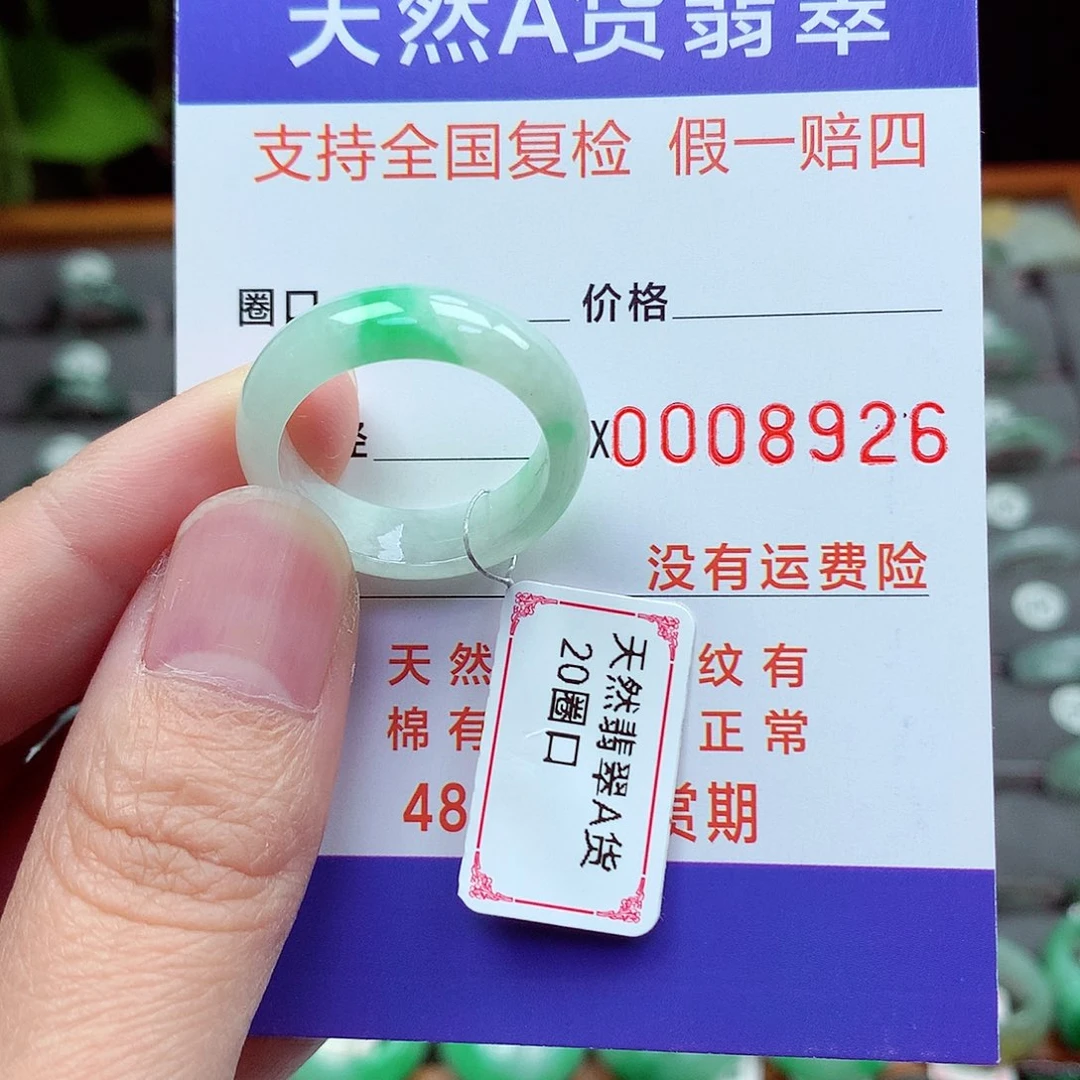 天然A货翡翠
支持全国复检 假一赔四
圈口 价格
径 X0008926
没有运费险
天然 纹有
棉有 正常
48 赏期
天然翡翠A货
20圈口